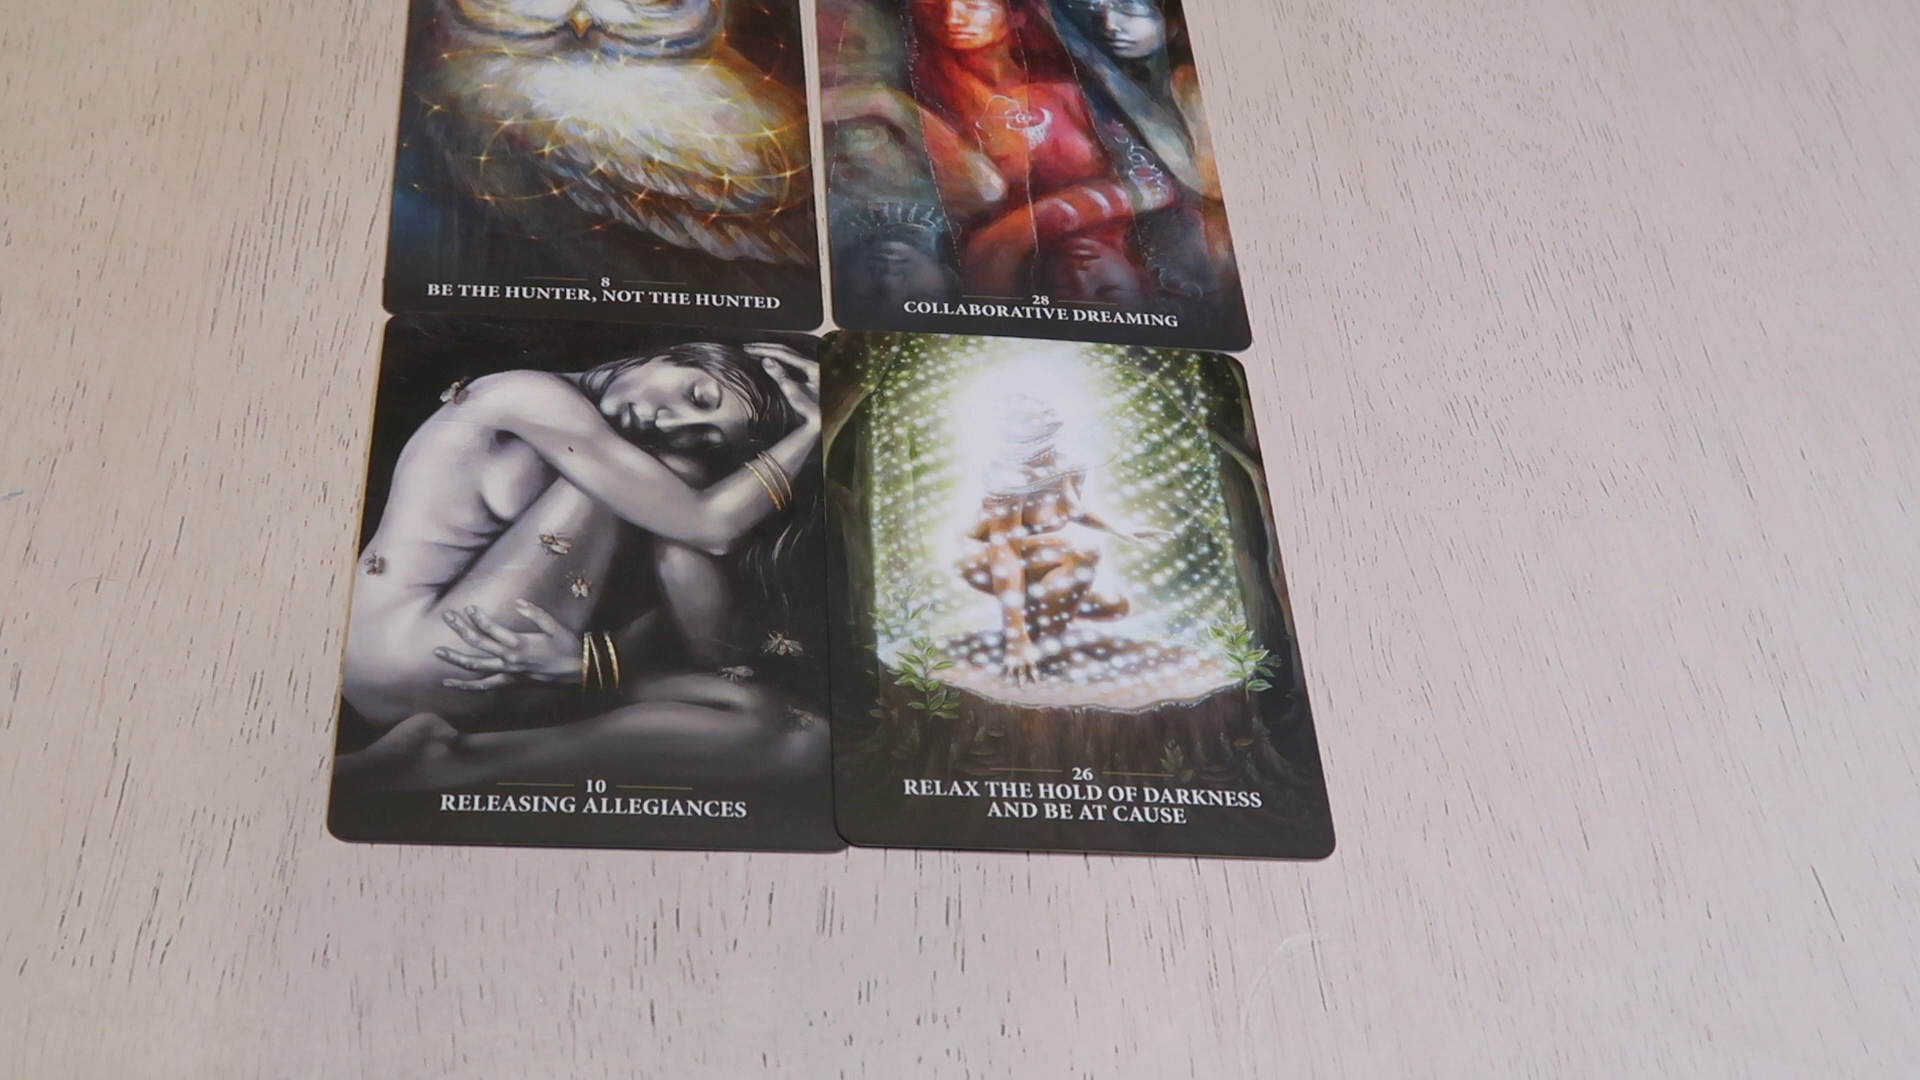 8
BE THE HUNTER, NOT THE HUNTED
28
COLLABORATIVE DREAMING
10
RELEASING ALLEGIANCES
26
RELAX THE HOLD OF DARKNESS
AND BE AT CAUSE